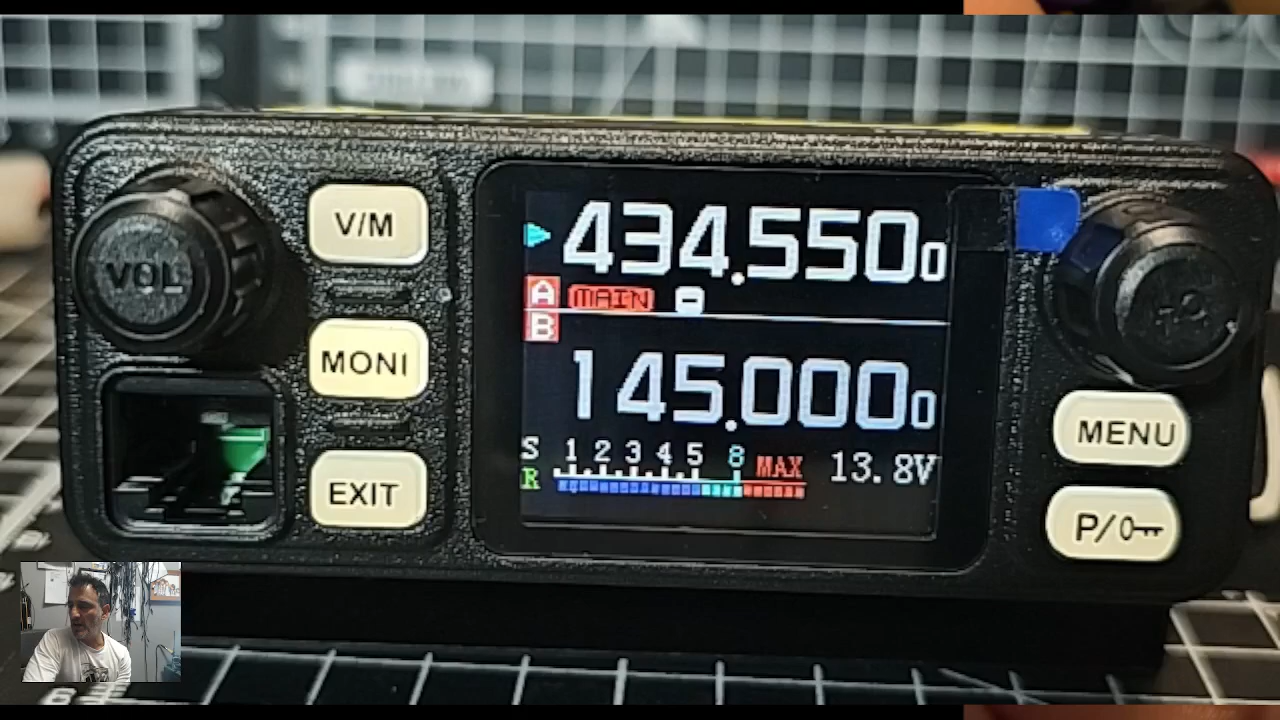 VOL
V/M
MONI
EXIT
434.5500
A MAIN
B
145.0000
S 1 2 3 4 5 8 MAX 13.8V
R
MENU
P/